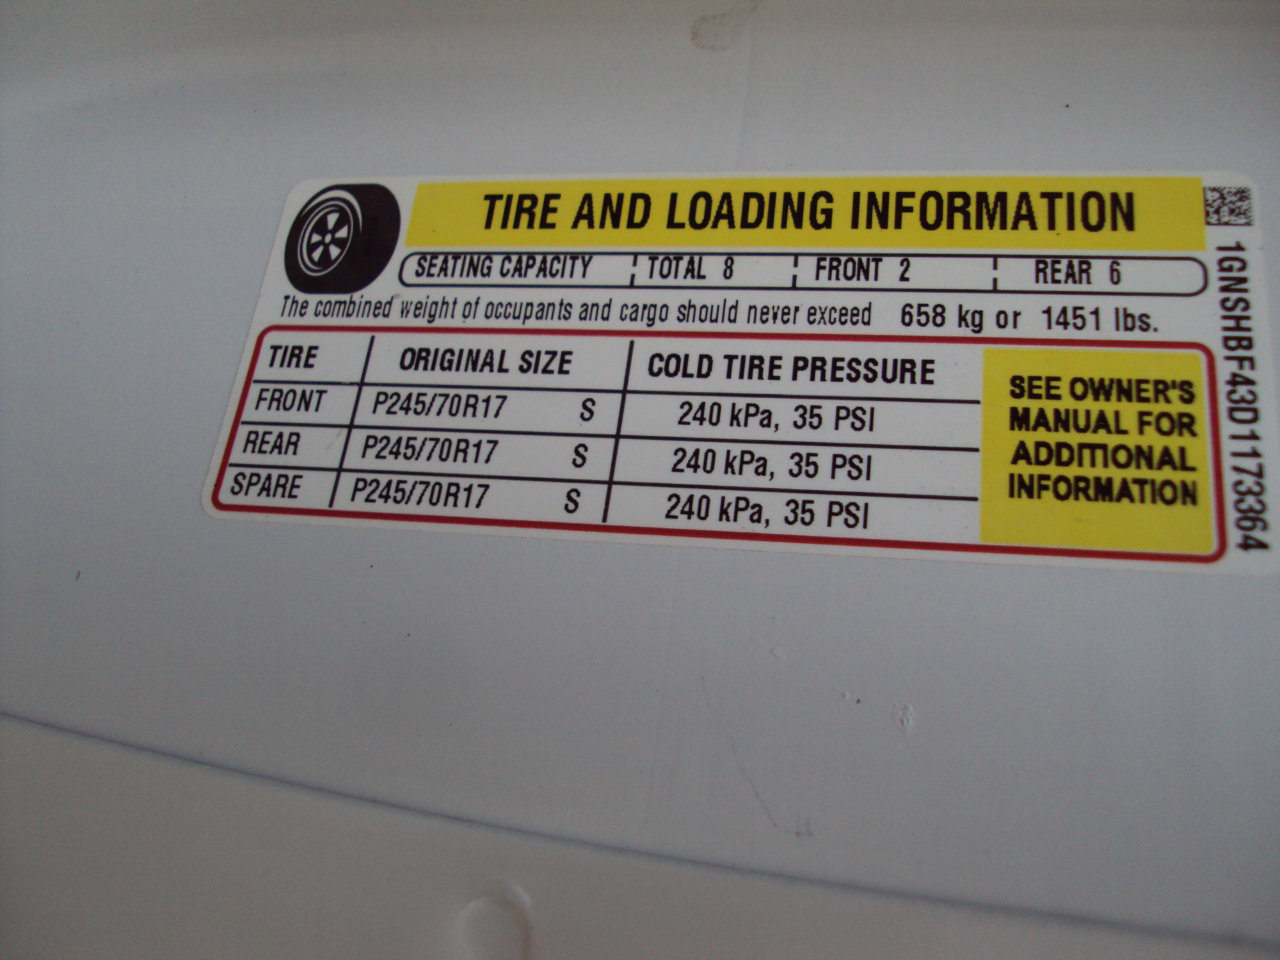 TIRE AND LOADING INFORMATION
SEATING CAPACITY TOTAL 8 FRONT 2 REAR 6
The combined weight of occupants and cargo should never exceed 658 kg or 1451 lbs.
TIRE ORIGINAL SIZE COLD TIRE PRESSURE
FRONT P245/70R17 S 240 kPa, 35 PSI
REAR P245/70R17 S 240 kPa, 35 PSI
SPARE P245/70R17 S 240 kPa, 35 PSI
SEE OWNER'S
MANUAL FOR
ADDITIONAL
INFORMATION
1GNSHBF43D1173364